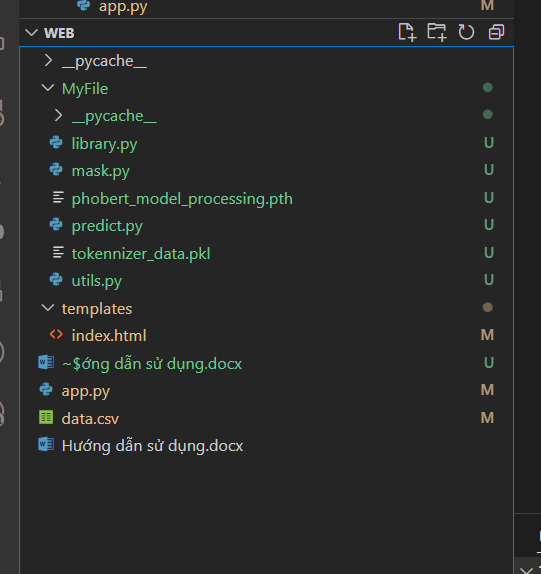 app.py M
WEB
__pycache__
MyFile
__pycache__
library.py U
mask.py U
phobert_model_processing.pth U
predict.py U
tokennizer_data.pkl U
utils.py U
templates
index.html M
~$ớng dẫn sử dụng.docx U
app.py M
data.csv M
Hướng dẫn sử dụng.docx